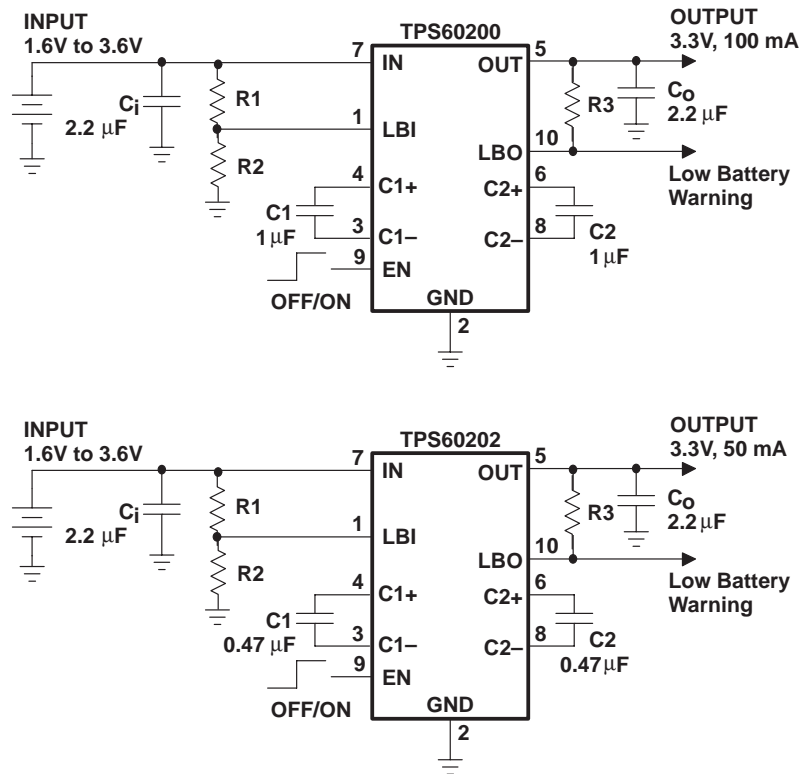 INPUT
1.6V to 3.6V
TPS60200
OUTPUT
3.3V, 100 mA
7
IN
OUT
5
Ci
2.2 μF
R1
R3
Co
2.2 μF
1
LBI
R2
LBO
10
Low Battery
Warning
4
C1+
C2+
6
C1
1 μF
3
C1–
C2–
8
C2
1 μF
9
EN
OFF/ON
GND
2
INPUT
1.6V to 3.6V
TPS60202
OUTPUT
3.3V, 50 mA
7
IN
OUT
5
Ci
2.2 μF
R1
R3
Co
2.2 μF
1
LBI
R2
LBO
10
Low Battery
Warning
4
C1+
C2+
6
C1
0.47 μF
3
C1–
C2–
8
C2
0.47 μF
9
EN
OFF/ON
GND
2